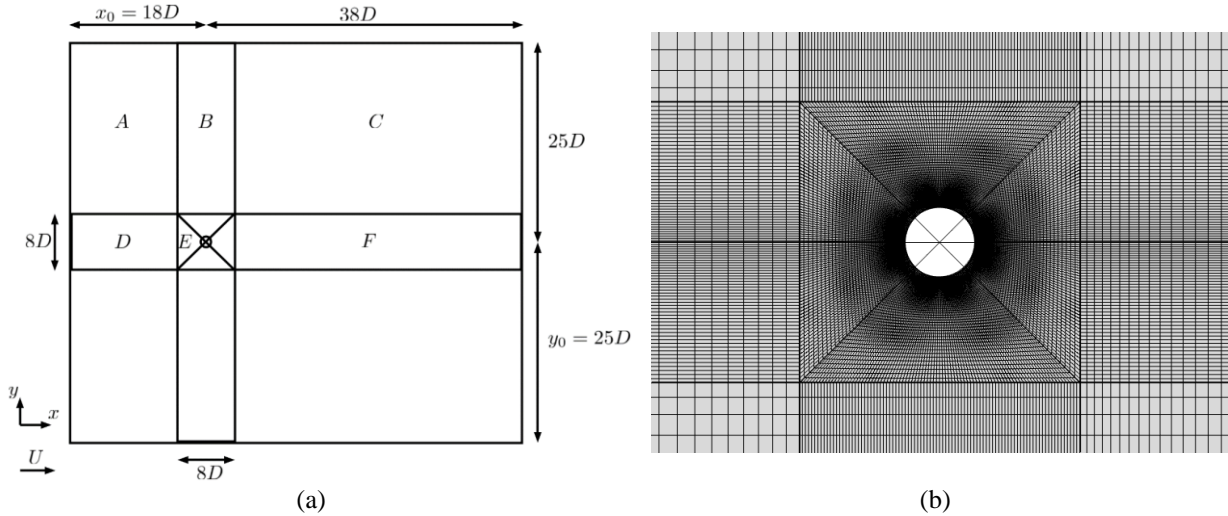 x₀ = 18D 38D
A B C
25D
8D D E F
y₀ = 25D
y
x
U
8D
(a) (b)